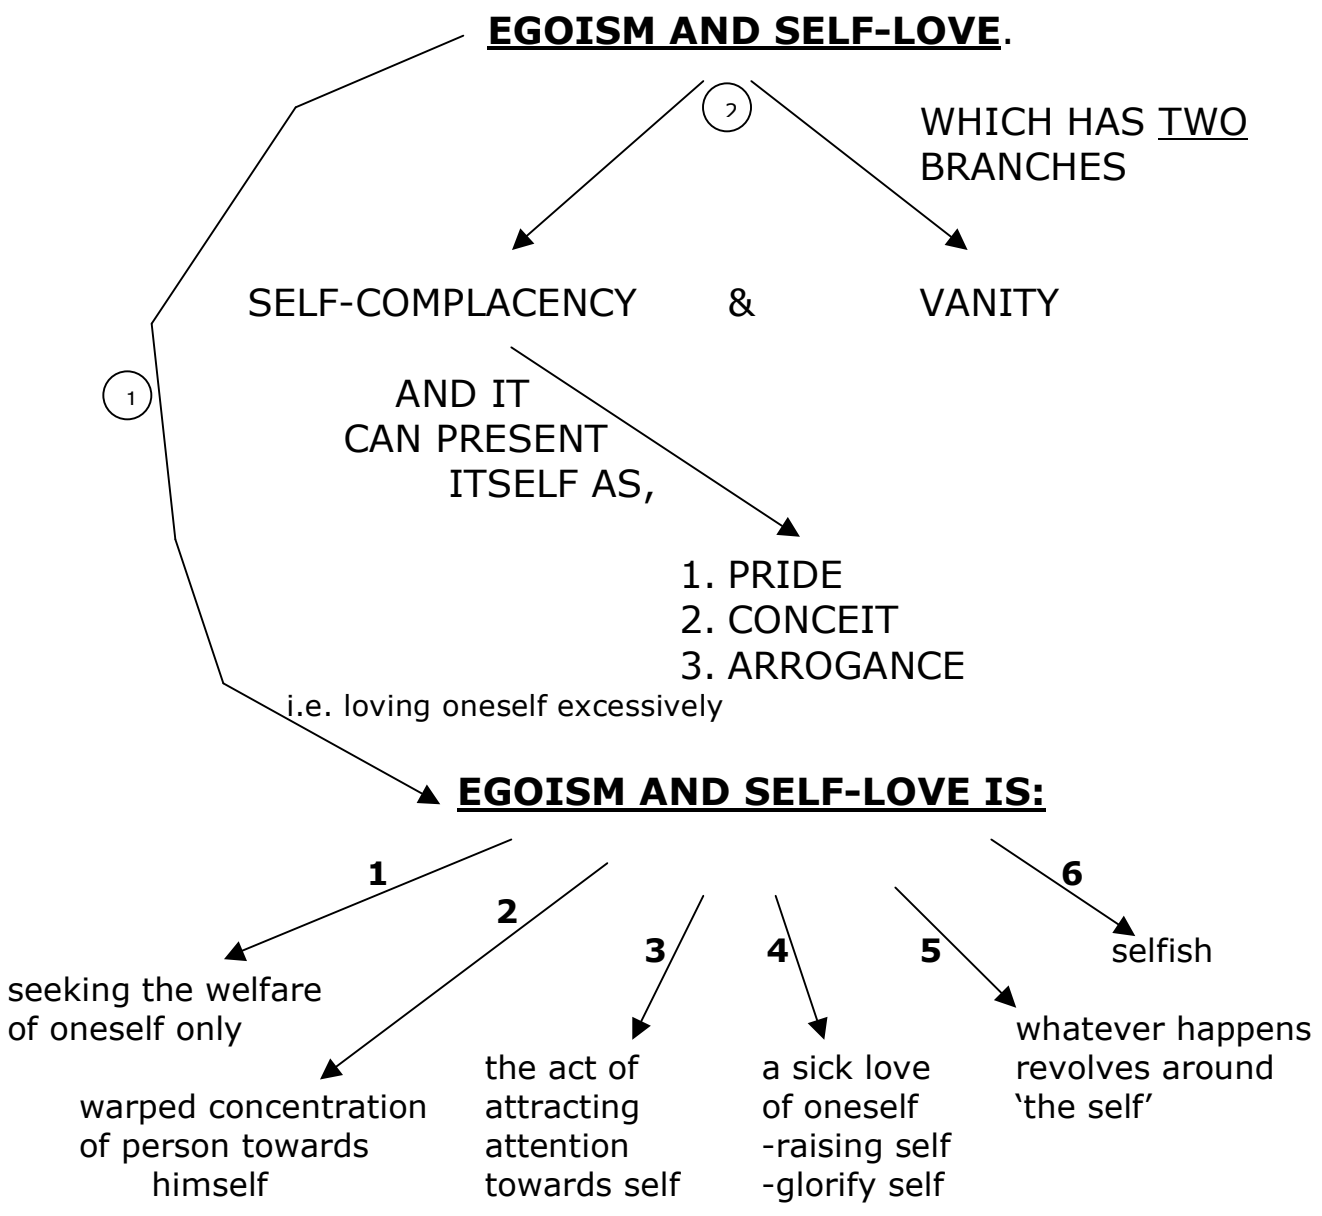 EGOISM AND SELF-LOVE.
2
WHICH HAS TWO
BRANCHES
SELF-COMPLACENCY & VANITY
1
AND IT
CAN PRESENT
ITSELF AS,
1. PRIDE
2. CONCEIT
3. ARROGANCE
i.e. loving oneself excessively
EGOISM AND SELF-LOVE IS:
1
seeking the welfare
of oneself only
2
warped concentration
of person towards
himself
3
the act of
attracting
attention
towards self
4
a sick love
of oneself
-raising self
-glorify self
5
whatever happens
revolves around
‘the self’
6
selfish